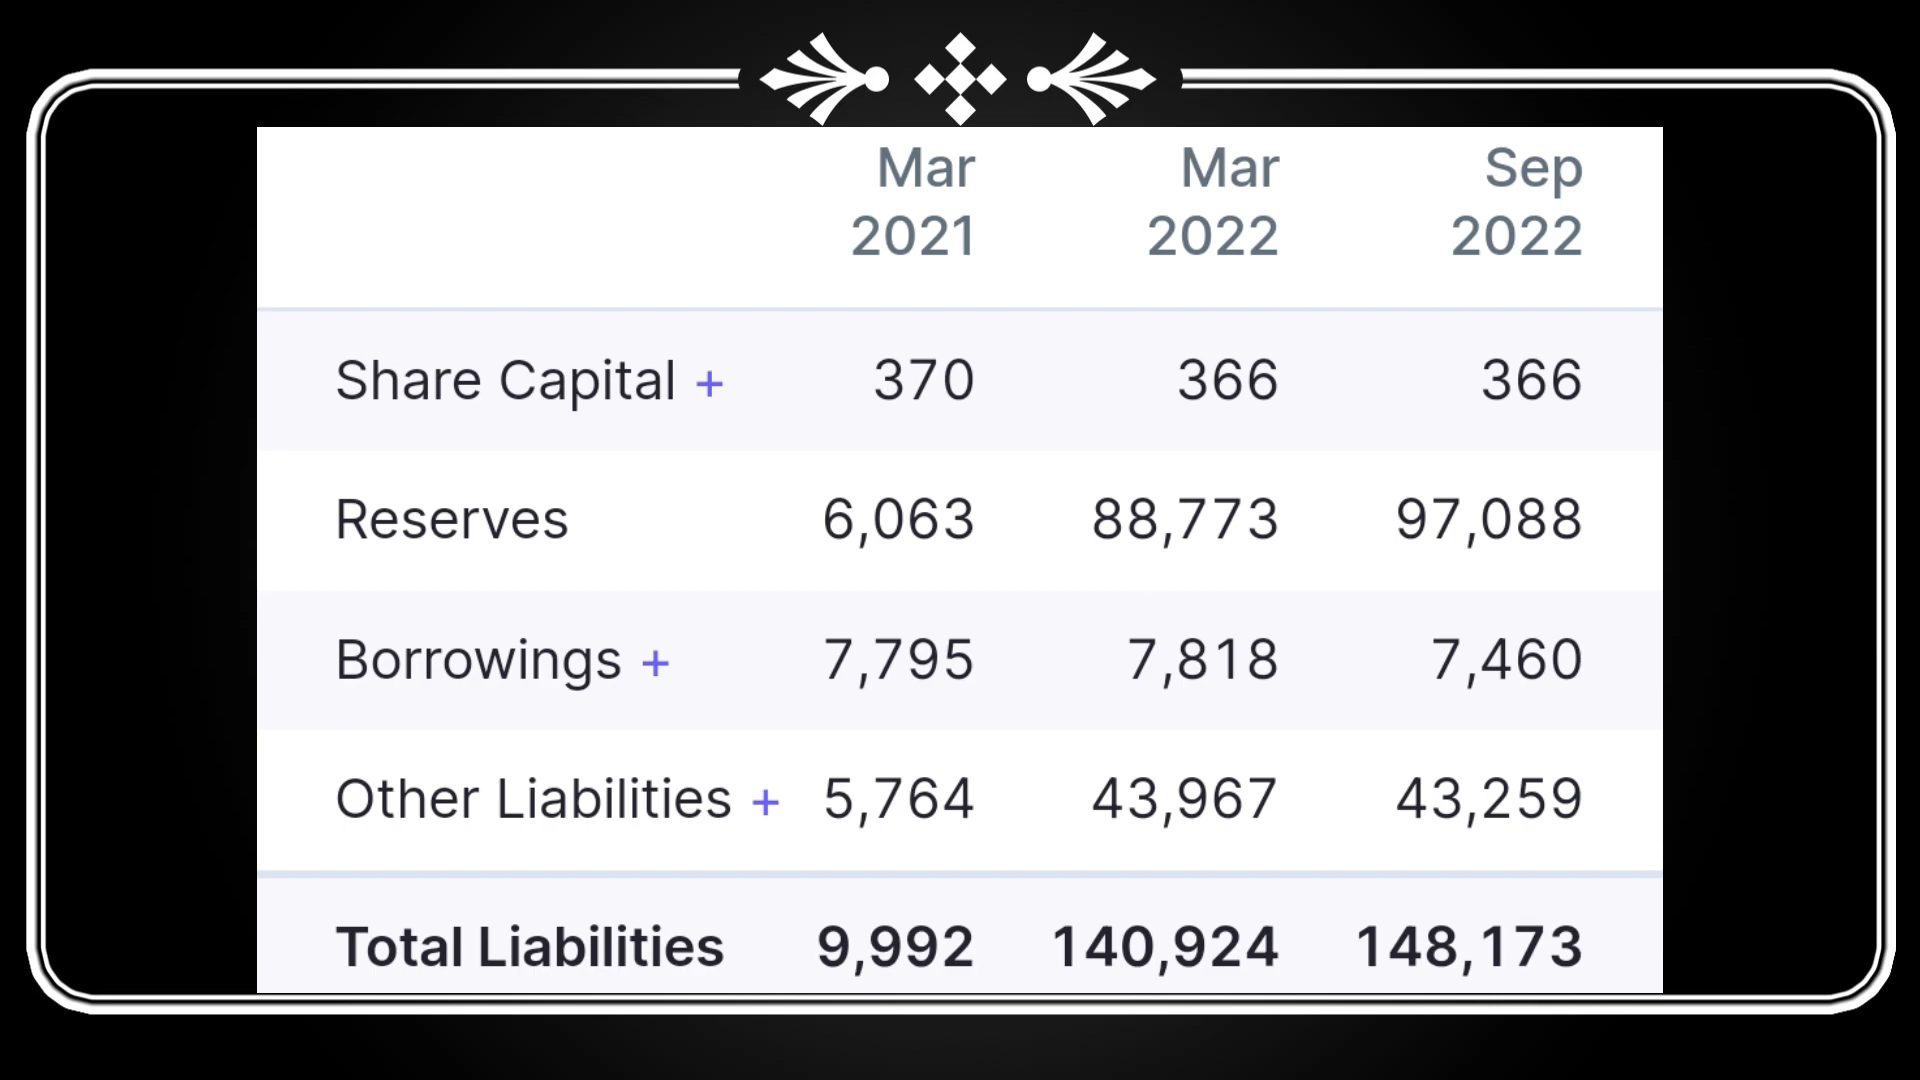 Mar Mar Sep
2021 2022 2022
Share Capital + 370 366 366
Reserves 6,063 88,773 97,088
Borrowings + 7,795 7,818 7,460
Other Liabilities + 5,764 43,967 43,259
Total Liabilities 9,992 140,924 148,173